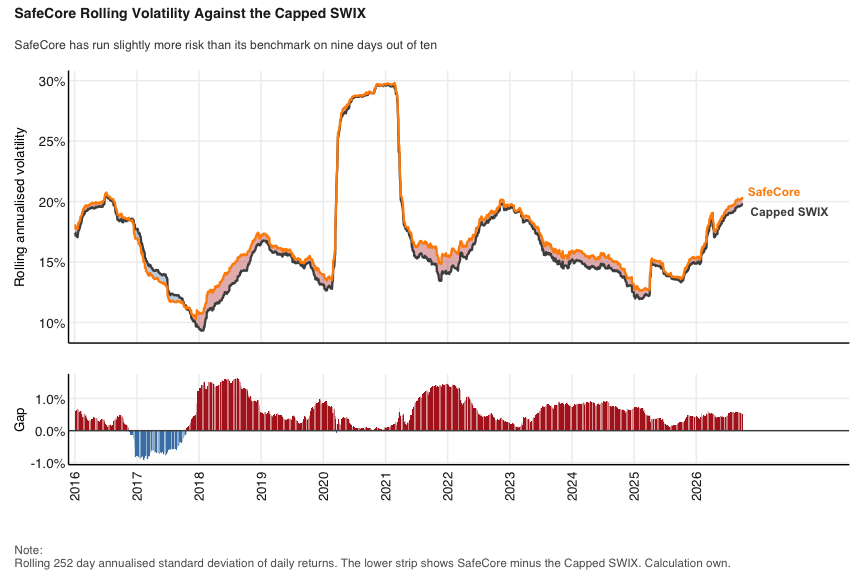 SafeCore Rolling Volatility Against the Capped SWIX
SafeCore has run slightly more risk than its benchmark on nine days out of ten
Rolling annualised volatility
30%
25%
20%
15%
10%
SafeCore
Capped SWIX
Gap
1.0%
0.0%
-1.0%
2016
2017
2018
2019
2020
2021
2022
2023
2024
2025
2026
Note:
Rolling 252 day annualised standard deviation of daily returns. The lower strip shows SafeCore minus the Capped SWIX. Calculation own.